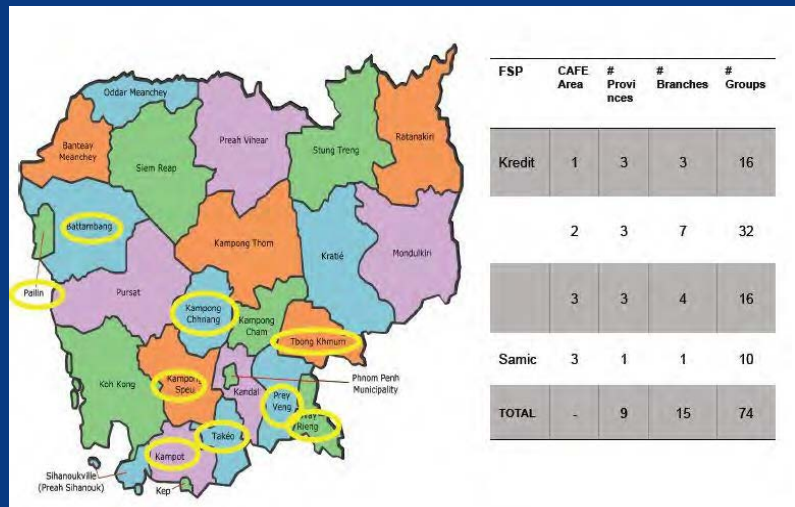 Oddar Meanchey
Banteay
Meanchey
Siem Reap
Preah Vihear
Stung Treng
Ratanakiri
Battambang
Pailin
Pursat
Kampong Thom
Kratié
Mondulkiri
Kampong
Chhnang
Kampong
Cham
Tbong Khmum
Koh Kong
Kampong
Speu
Kandal
Phnom Penh
Municipality
Prey
Veng
Rieng
Takéo
Kampot
Sihanoukville
(Preah Sihanouk)
Kep
FSP CAFE Area # Provi nces # Branches # Groups
Kredit 1 3 3 16
2 3 7 32
3 3 4 16
Samic 3 1 1 10
TOTAL - 9 15 74